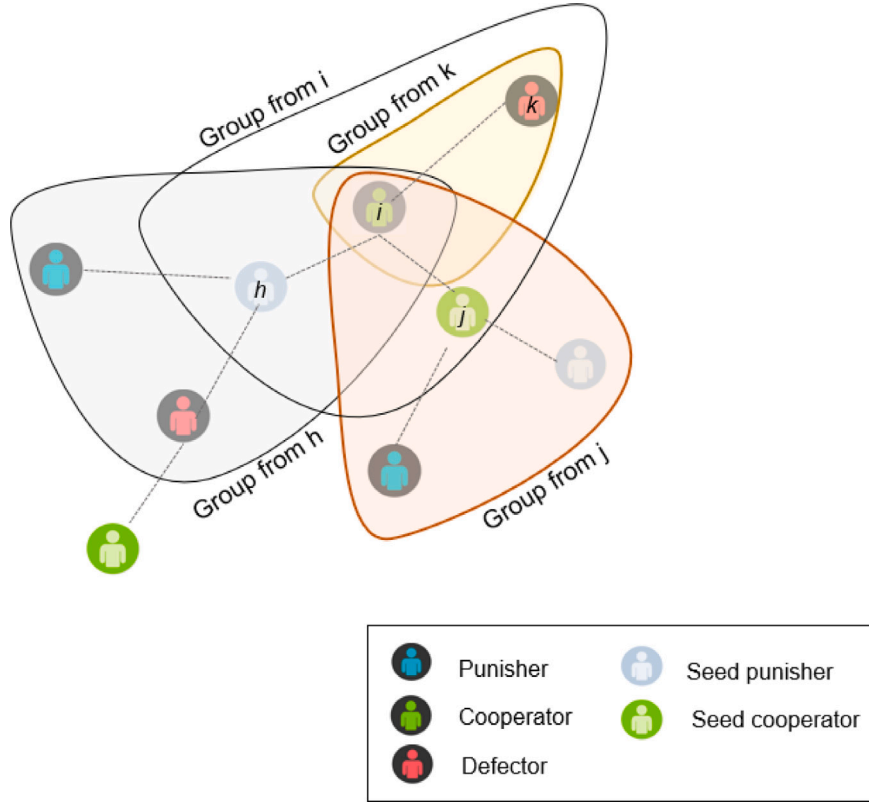 Group from i
Group from k
k
i
h
j
Group from h
Group from j
Punisher
Seed punisher
Cooperator
Seed cooperator
Defector